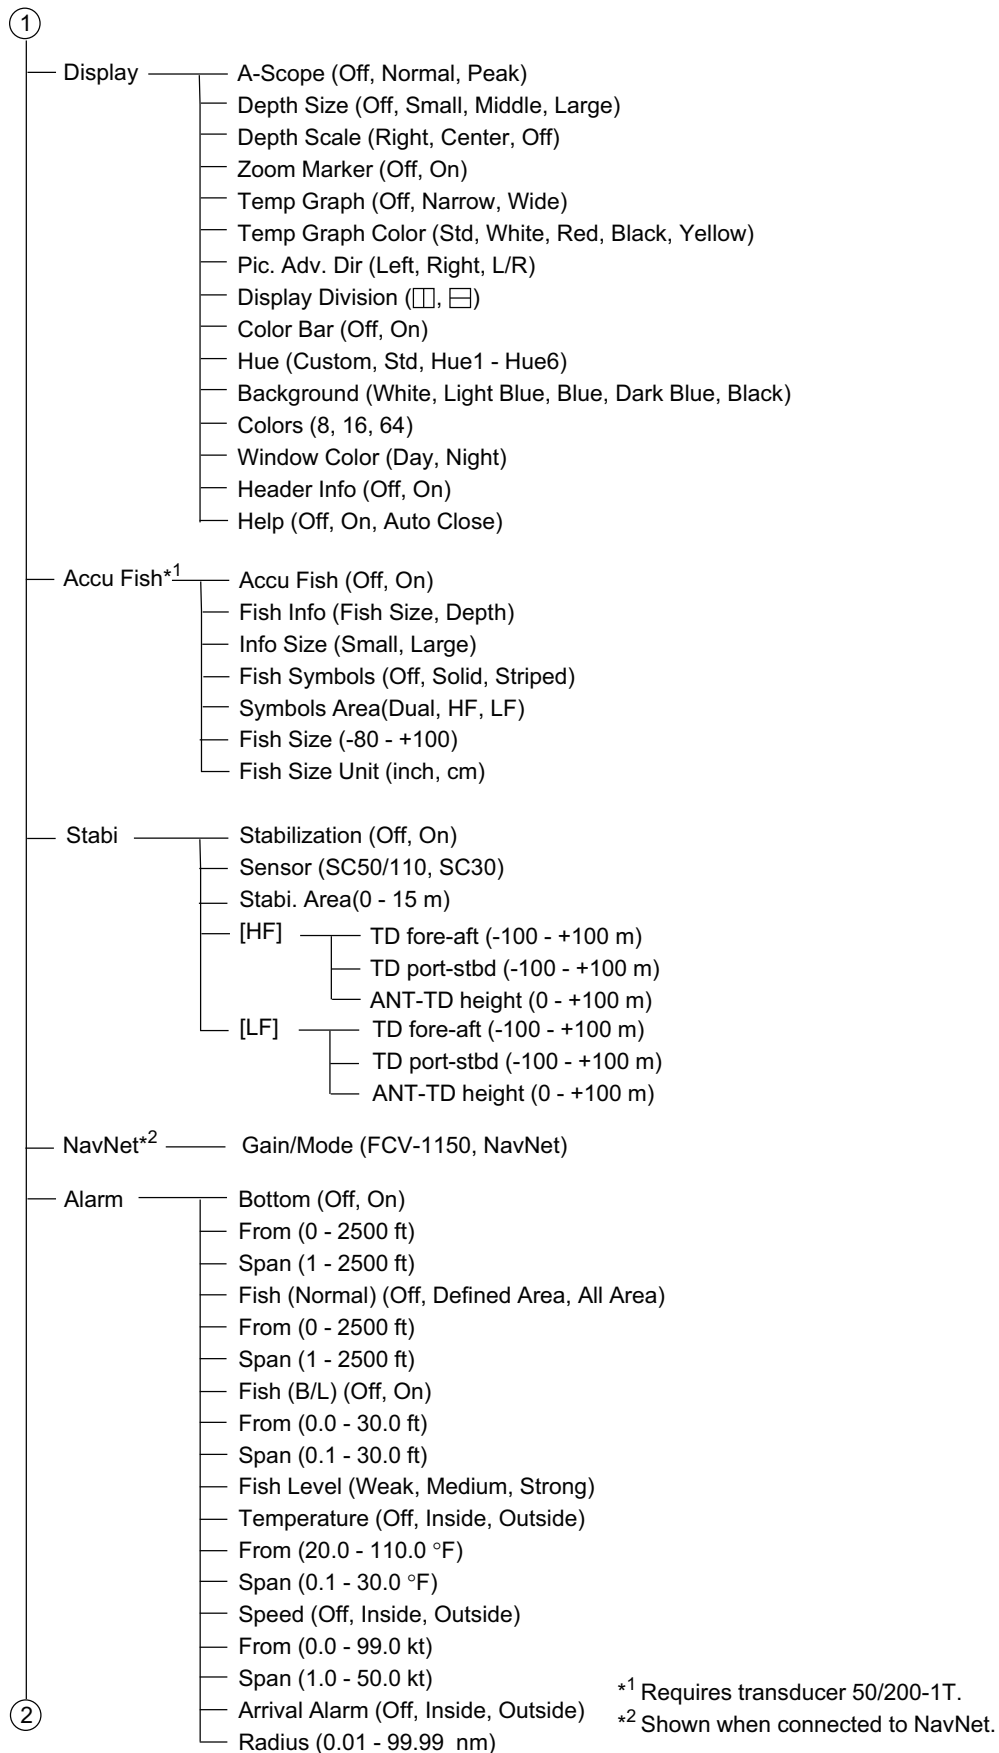 1
Display
A-Scope (Off, Normal, Peak)
Depth Size (Off, Small, Middle, Large)
Depth Scale (Right, Center, Off)
Zoom Marker (Off, On)
Temp Graph (Off, Narrow, Wide)
Temp Graph Color (Std, White, Red, Black, Yellow)
Pic. Adv. Dir (Left, Right, L/R)
Display Division (◫, ⊟)
Color Bar (Off, On)
Hue (Custom, Std, Hue1 - Hue6)
Background (White, Light Blue, Blue, Dark Blue, Black)
Colors (8, 16, 64)
Window Color (Day, Night)
Header Info (Off, On)
Help (Off, On, Auto Close)
Accu Fish*1
Accu Fish (Off, On)
Fish Info (Fish Size, Depth)
Info Size (Small, Large)
Fish Symbols (Off, Solid, Striped)
Symbols Area(Dual, HF, LF)
Fish Size (-80 - +100)
Fish Size Unit (inch, cm)
Stabi
Stabilization (Off, On)
Sensor (SC50/110, SC30)
Stabi. Area(0 - 15 m)
[HF]
TD fore-aft (-100 - +100 m)
TD port-stbd (-100 - +100 m)
ANT-TD height (0 - +100 m)
[LF]
TD fore-aft (-100 - +100 m)
TD port-stbd (-100 - +100 m)
ANT-TD height (0 - +100 m)
NavNet*2
Gain/Mode (FCV-1150, NavNet)
Alarm
Bottom (Off, On)
From (0 - 2500 ft)
Span (1 - 2500 ft)
Fish (Normal) (Off, Defined Area, All Area)
From (0 - 2500 ft)
Span (1 - 2500 ft)
Fish (B/L) (Off, On)
From (0.0 - 30.0 ft)
Span (0.1 - 30.0 ft)
Fish Level (Weak, Medium, Strong)
Temperature (Off, Inside, Outside)
From (20.0 - 110.0 °F)
Span (0.1 - 30.0 °F)
Speed (Off, Inside, Outside)
From (0.0 - 99.0 kt)
Span (1.0 - 50.0 kt)
Arrival Alarm (Off, Inside, Outside)
Radius (0.01 - 99.99 nm)
2
*1 Requires transducer 50/200-1T.
*2 Shown when connected to NavNet.